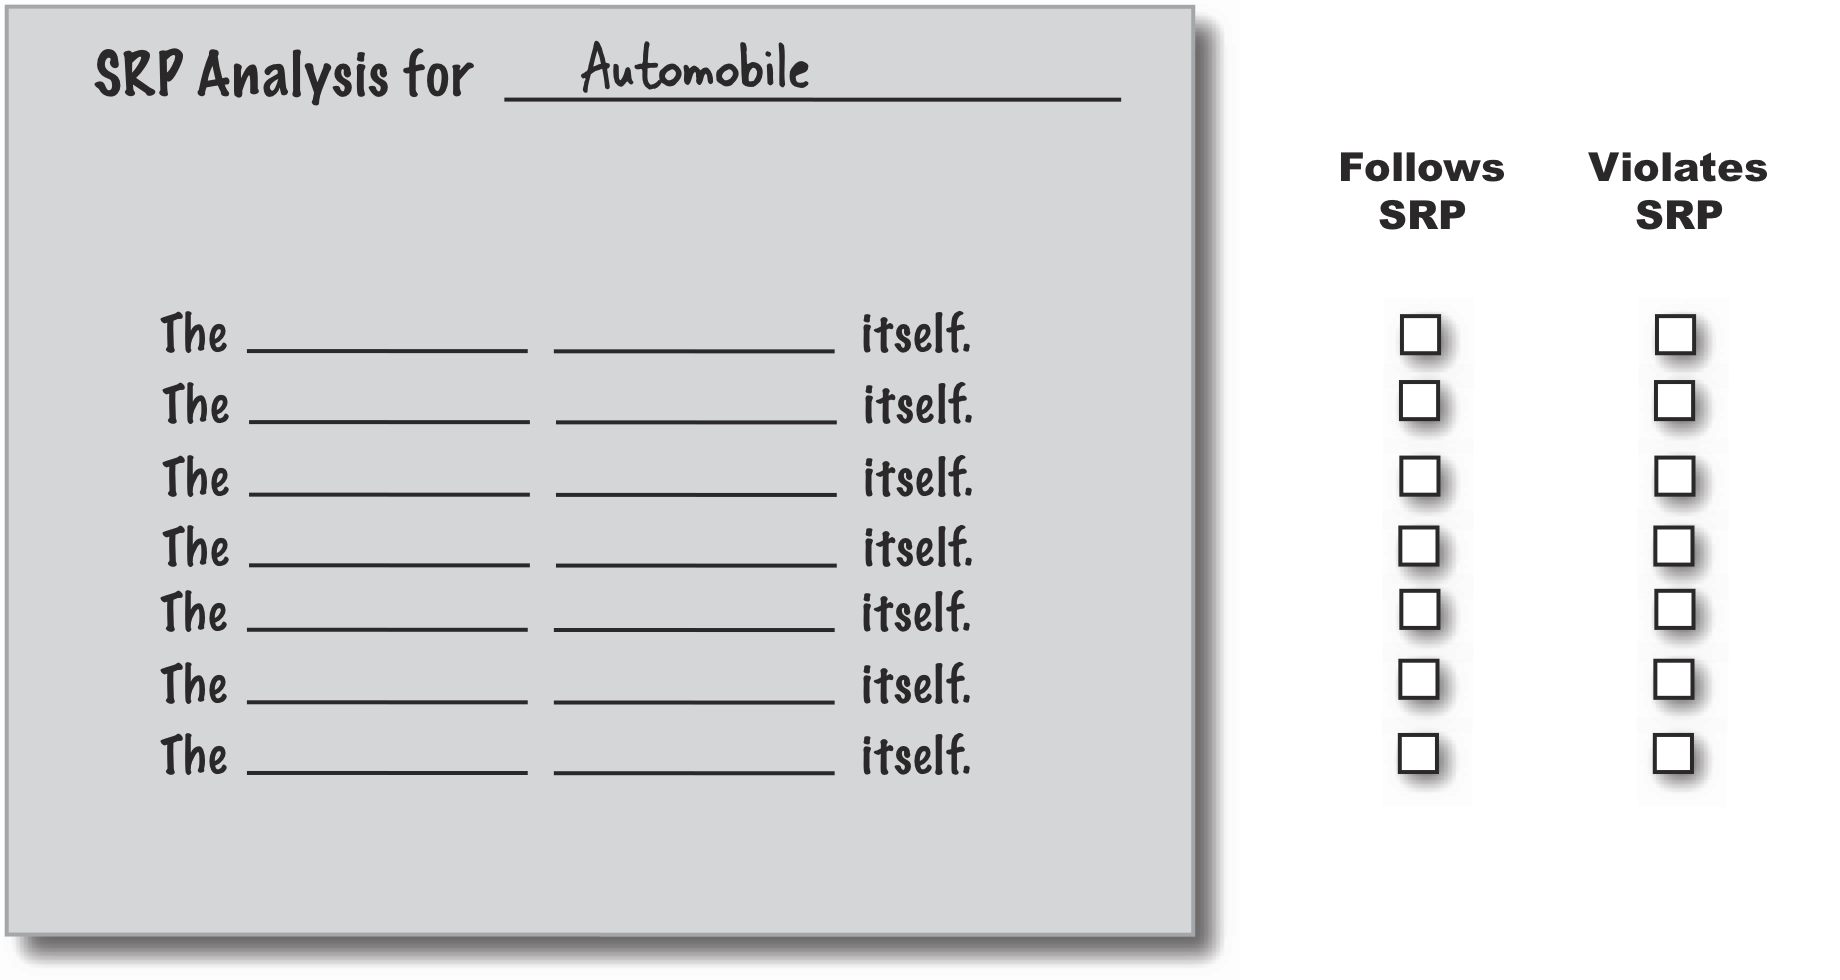 SRP Analysis for Automobile
Follows SRP
Violates SRP
The itself.
The itself.
The itself.
The itself.
The itself.
The itself.
The itself.